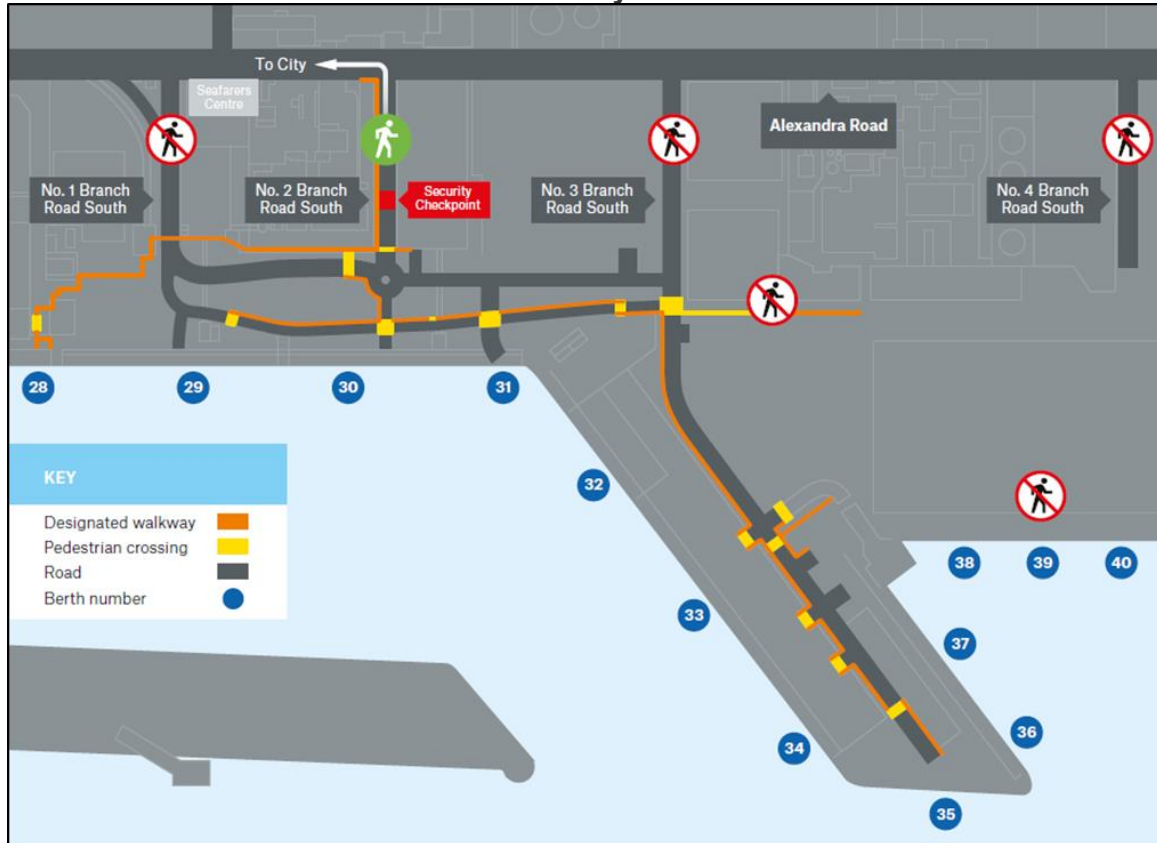 To City
Seafarers
Centre
Alexandra Road
No. 1 Branch
Road South
No. 2 Branch
Road South
Security
Checkpoint
No. 3 Branch
Road South
No. 4 Branch
Road South
28
29
30
31
32
33
34
35
36
37
38
39
40
KEY
Designated walkway
Pedestrian crossing
Road
Berth number